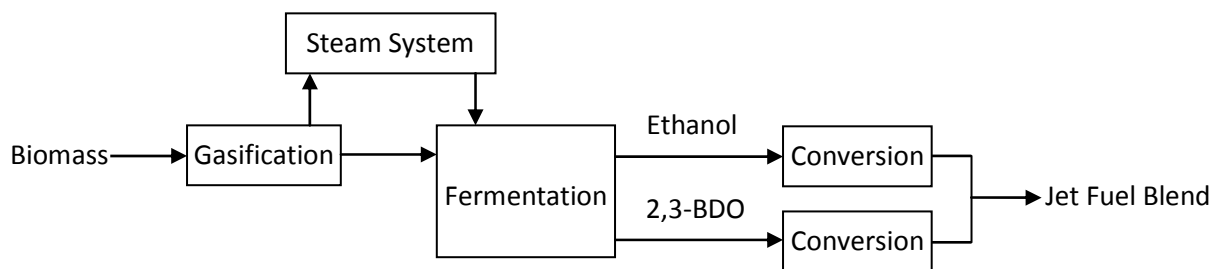 Steam System
Biomass
Gasification
Fermentation
Ethanol
2,3-BDO
Conversion
Conversion
Jet Fuel Blend